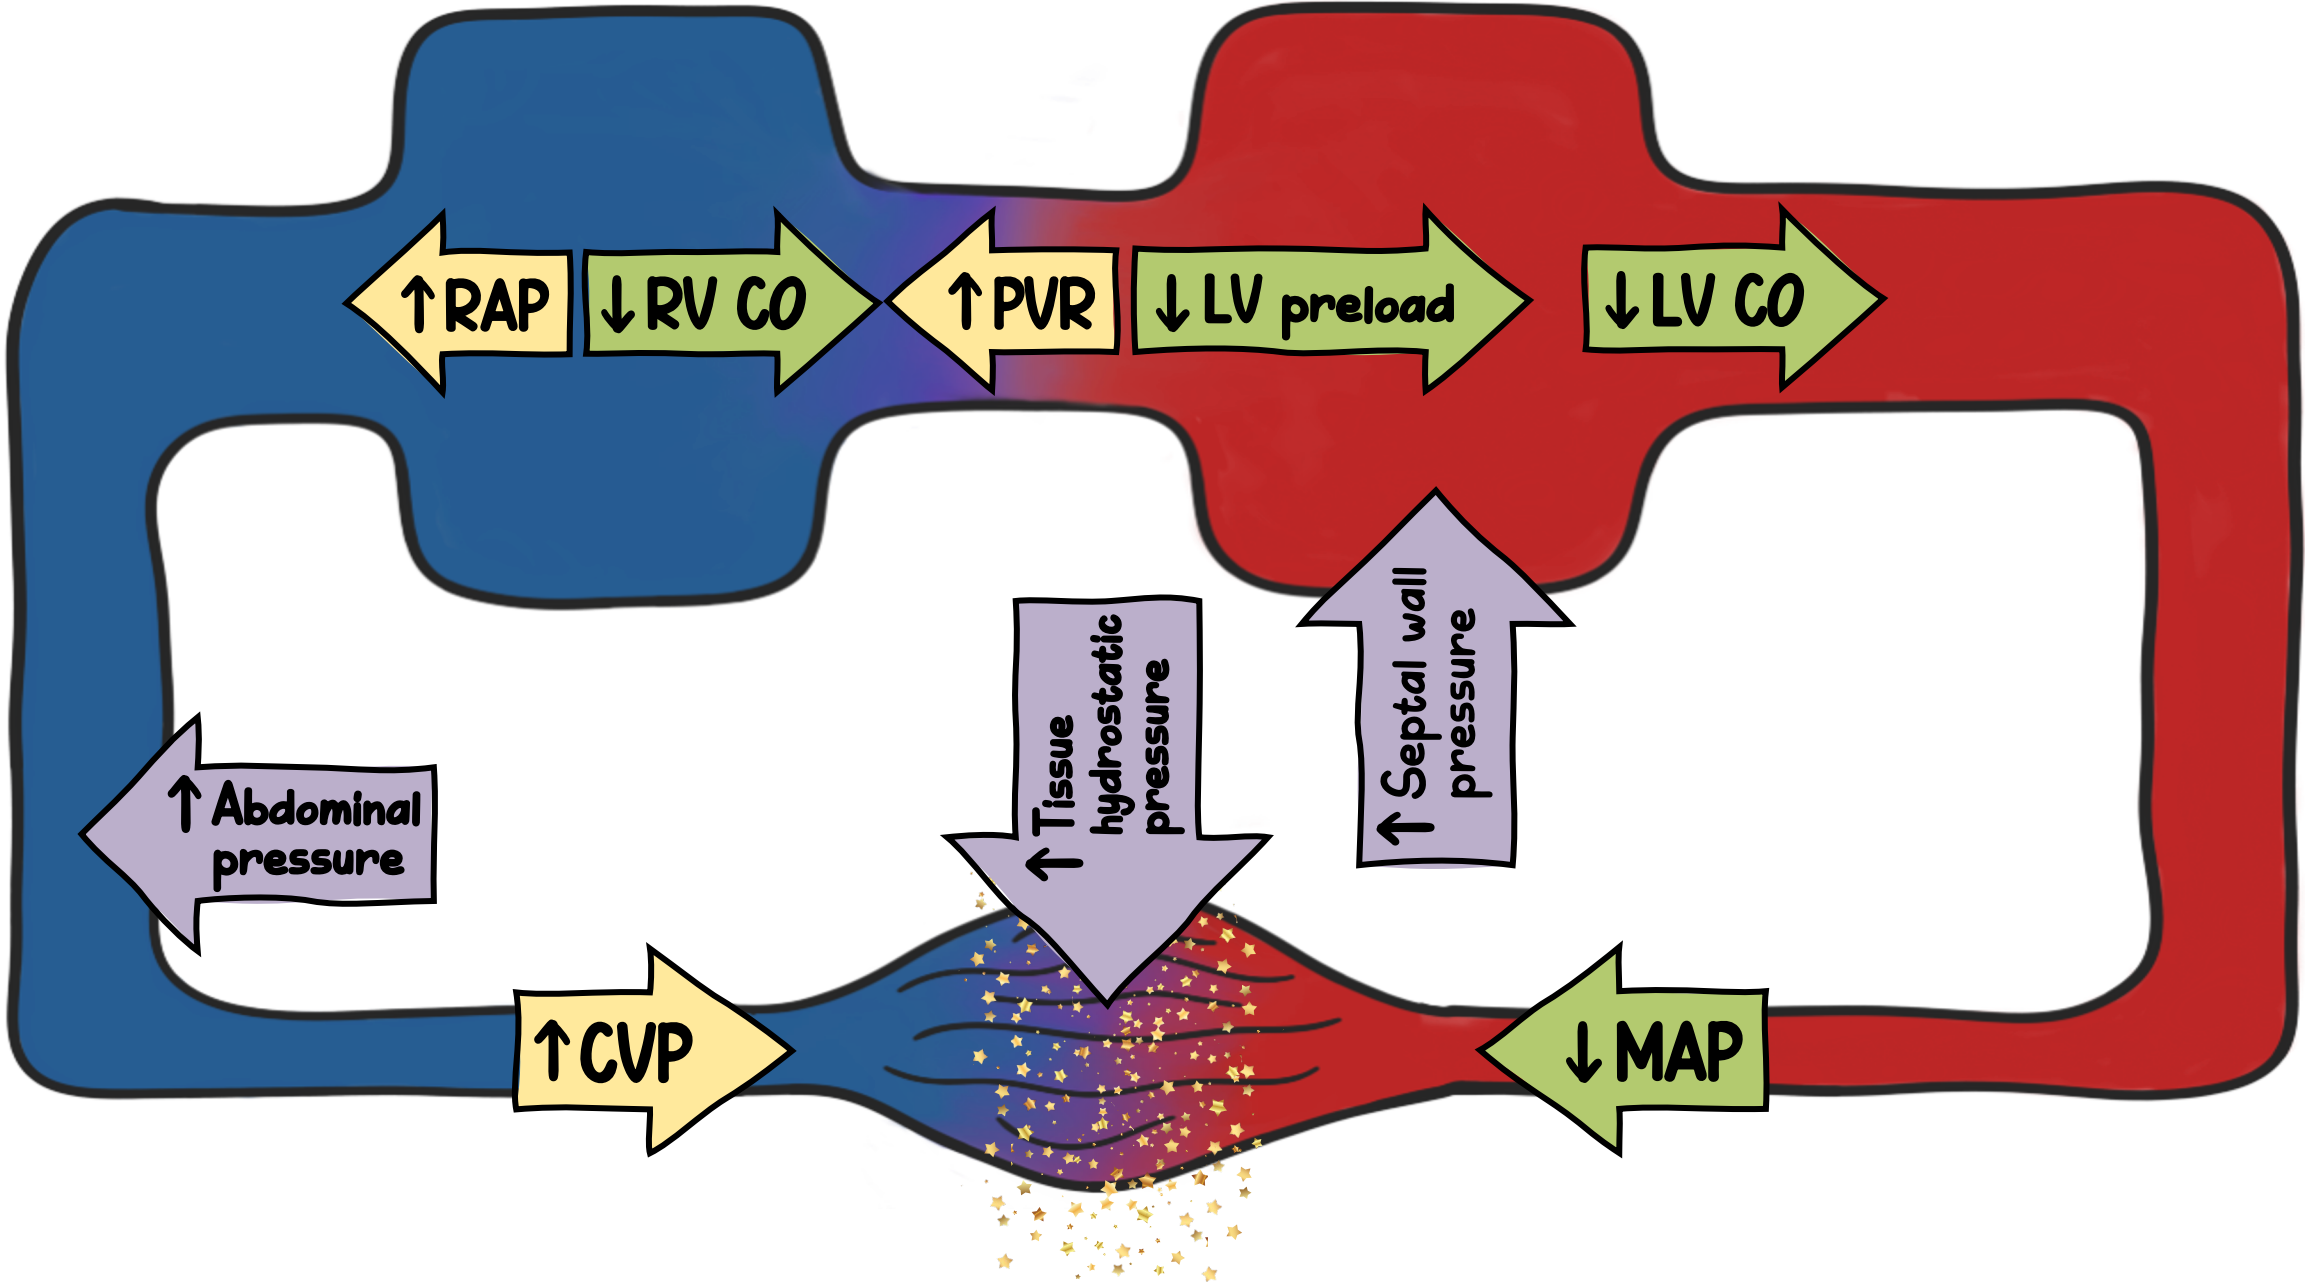 ↑RAP
↓RV CO
↑PVR
↓LV preload
↓LV CO
↑Tissue
hydrostatic
pressure
↑Septal wall
pressure
↑Abdominal
pressure
↑CVP
↓MAP